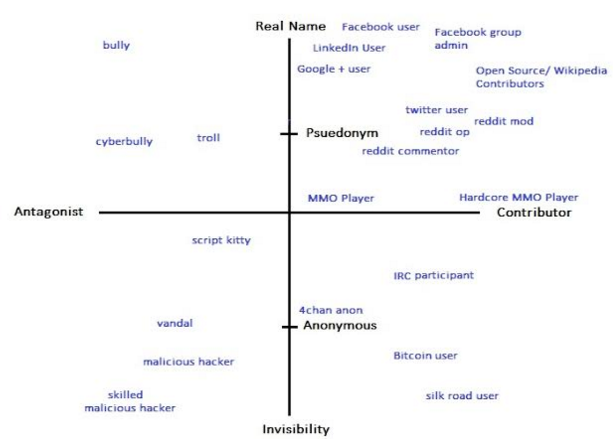 Real Name
Facebook user
Facebook group
admin
bully
LinkedIn User
Google + user
Open Source/ Wikipedia
Contributors
twitter user
reddit mod
Psuedonym
reddit op
cyberbully
troll
reddit commentor
MMO Player
Hardcore MMO Player
Antagonist
Contributor
script kitty
IRC participant
4chan anon
vandal
Anonymous
malicious hacker
Bitcoin user
skilled
malicious hacker
silk road user
Invisibility